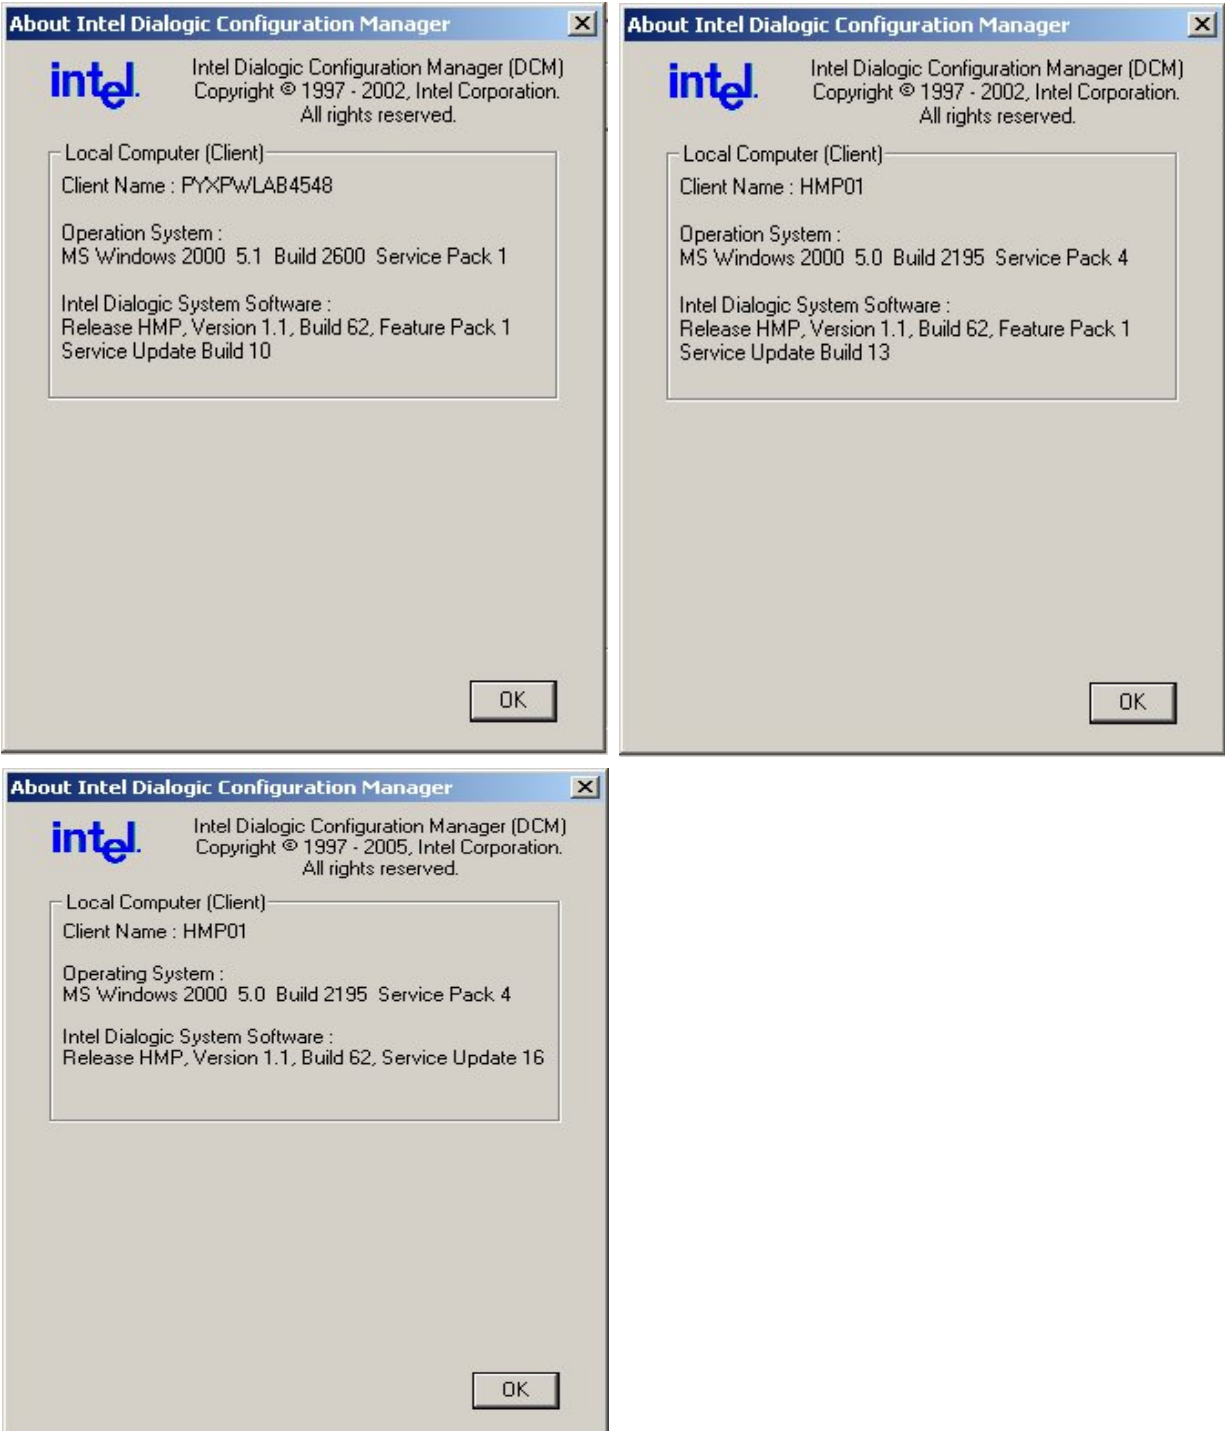 About Intel Dialogic Configuration Manager
intel.
Intel Dialogic Configuration Manager (DCM)
Copyright © 1997 - 2002, Intel Corporation.
All rights reserved.
Local Computer (Client)
Client Name : PYXPWLAB4548
Operation System :
MS Windows 2000 5.1 Build 2600 Service Pack 1
Intel Dialogic System Software :
Release HMP, Version 1.1, Build 62, Feature Pack 1
Service Update Build 10
OK
About Intel Dialogic Configuration Manager
intel.
Intel Dialogic Configuration Manager (DCM)
Copyright © 1997 - 2002, Intel Corporation.
All rights reserved.
Local Computer (Client)
Client Name : HMP01
Operation System :
MS Windows 2000 5.0 Build 2195 Service Pack 4
Intel Dialogic System Software :
Release HMP, Version 1.1, Build 62, Feature Pack 1
Service Update Build 13
OK
About Intel Dialogic Configuration Manager
intel.
Intel Dialogic Configuration Manager (DCM)
Copyright © 1997 - 2005, Intel Corporation.
All rights reserved.
Local Computer (Client)
Client Name : HMP01
Operating System :
MS Windows 2000 5.0 Build 2195 Service Pack 4
Intel Dialogic System Software :
Release HMP, Version 1.1, Build 62, Service Update 16
OK